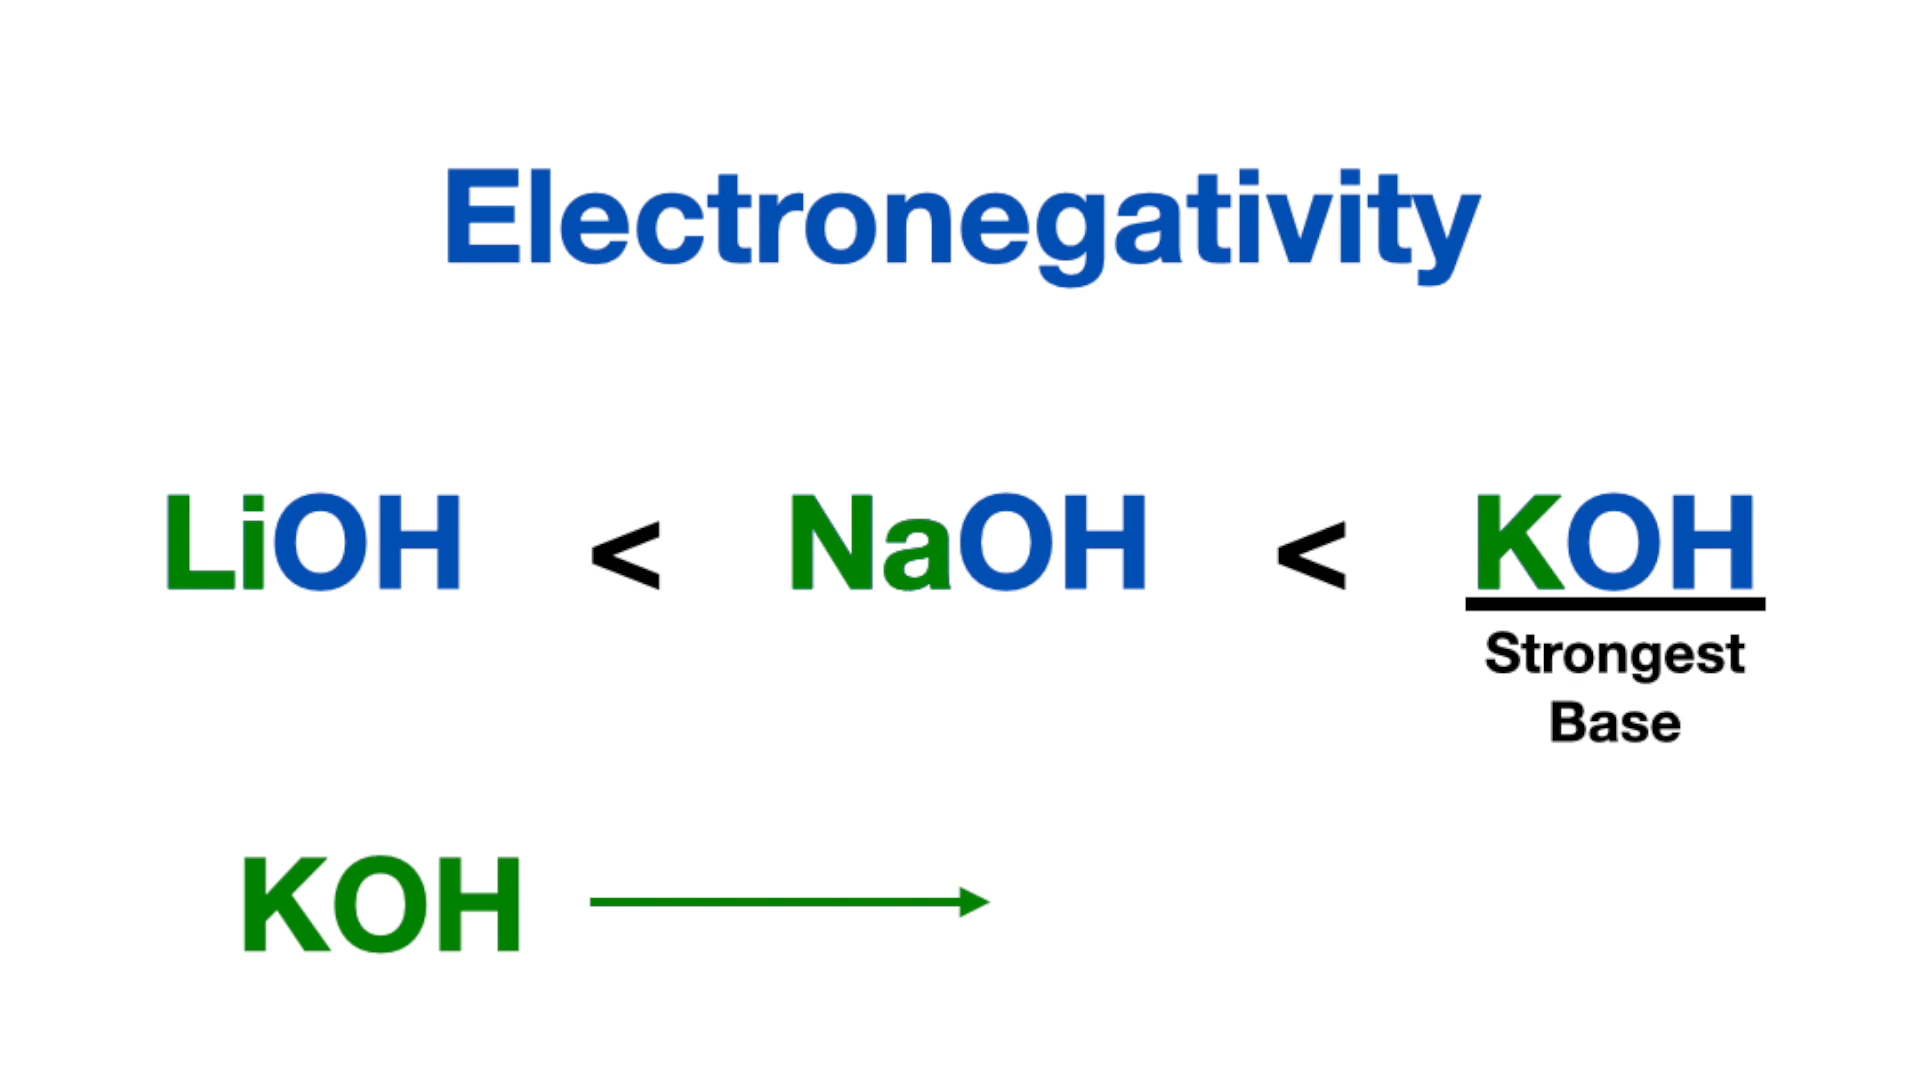 Electronegativity
LiOH < NaOH < KOH
Strongest
Base
KOH